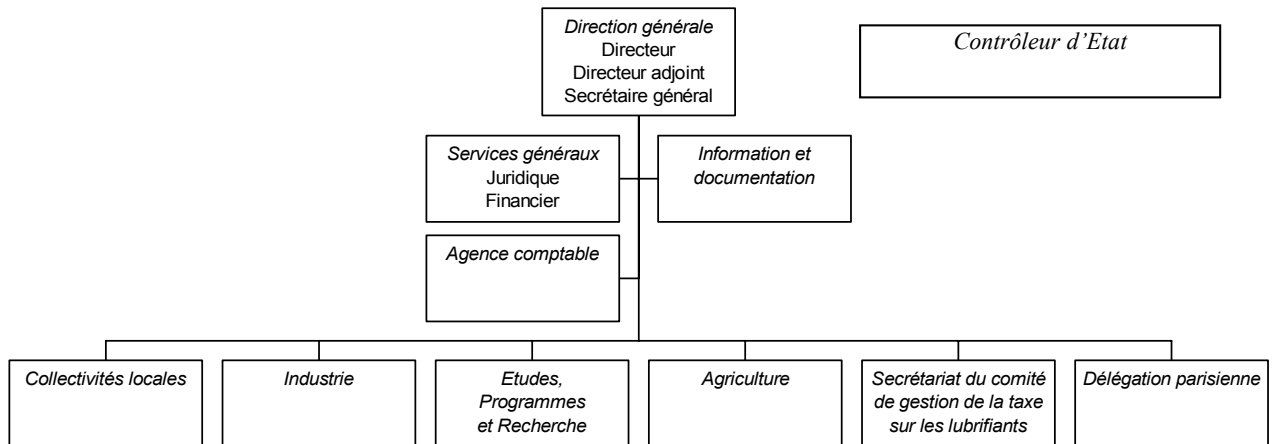 Direction générale
Directeur
Directeur adjoint
Secrétaire général
Contrôleur d'Etat
Services généraux
Juridique
Financier
Information et
documentation
Agence comptable
Collectivités locales
Industrie
Etudes,
Programmes
et Recherche
Agriculture
Secrétariat du comité
de gestion de la taxe
sur les lubrifiants
Délégation parisienne